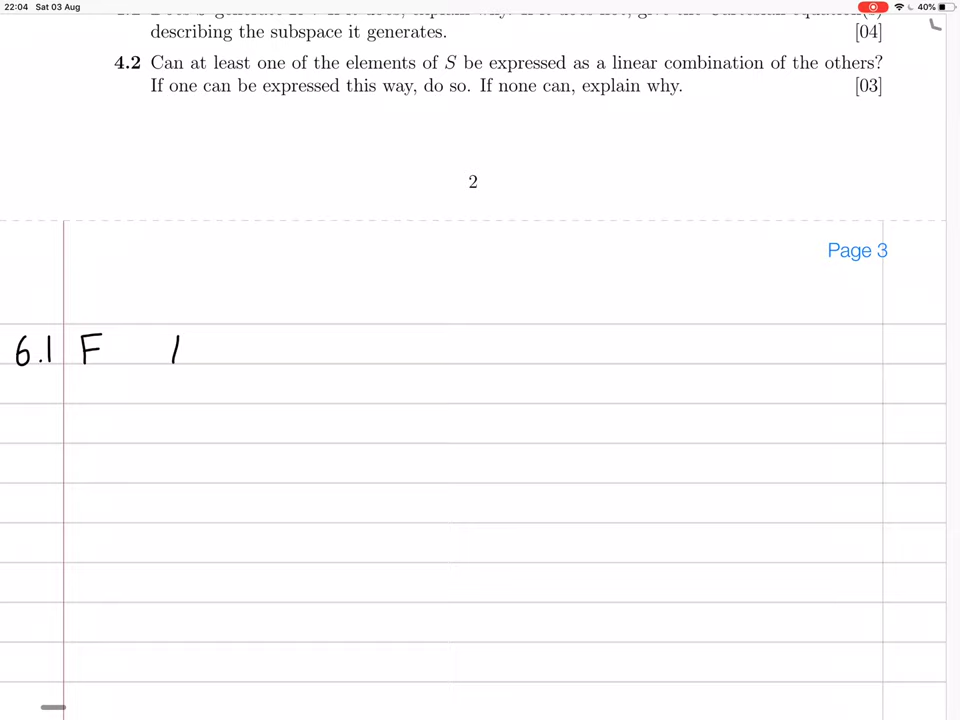 22:04 Sat 03 Aug 40%
describing the subspace it generates. [04]
4.2 Can at least one of the elements of S be expressed as a linear combination of the others?
If one can be expressed this way, do so. If none can, explain why. [03]
2
Page 3
6.1 F